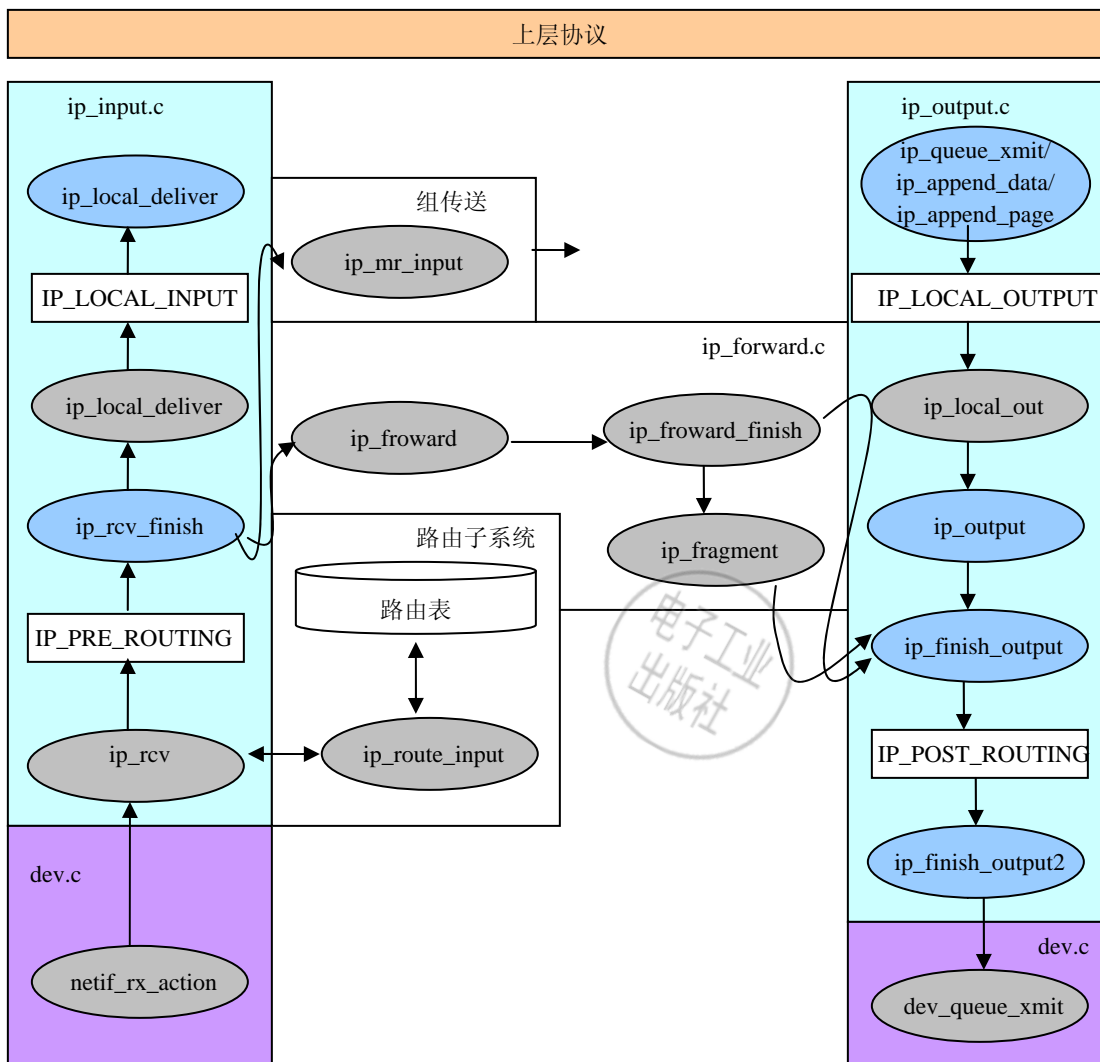 上层协议
ip_input.c
ip_local_deliver
IP_LOCAL_INPUT
ip_local_deliver
ip_rcv_finish
IP_PRE_ROUTING
ip_rcv
dev.c
netif_rx_action
组传送
ip_mr_input
ip_forward.c
ip_froward
ip_froward_finish
ip_fragment
路由子系统
路由表
ip_route_input
电子工业
出版社
ip_output.c
ip_queue_xmit/
ip_append_data/
ip_append_page
IP_LOCAL_OUTPUT
ip_local_out
ip_output
ip_finish_output
IP_POST_ROUTING
ip_finish_output2
dev.c
dev_queue_xmit